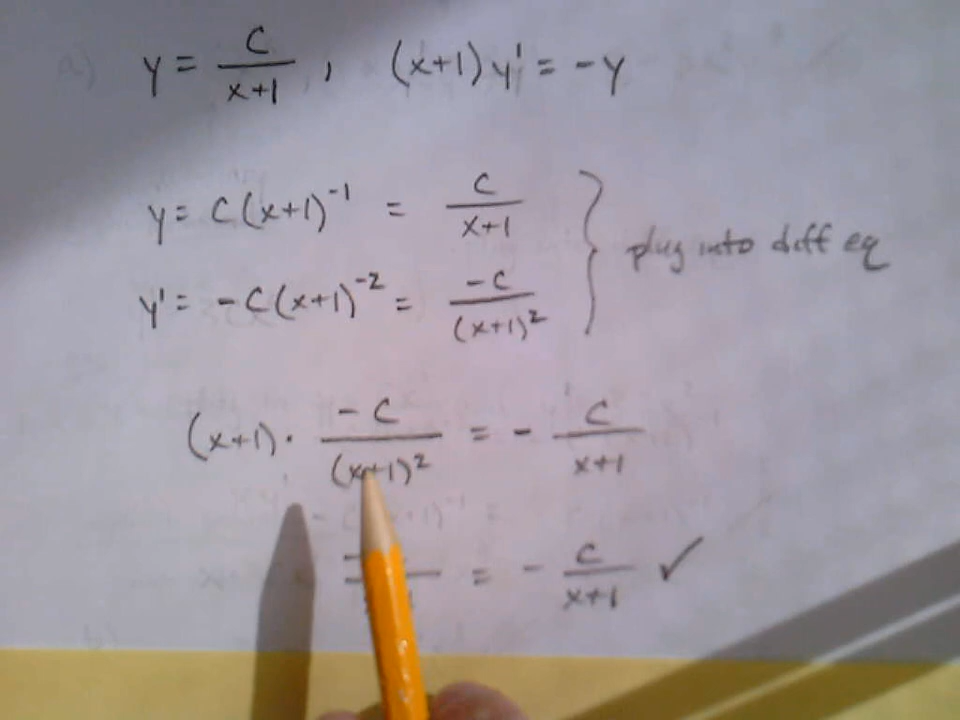 y = C/(x+1) , (x+1)y' = -y
y = C(x+1)⁻¹ = C/(x+1)
y' = -C(x+1)⁻² = -C/(x+1)²
plug into diff eq
(x+1) · -C/(x+1)² = - C/(x+1)
= - C/(x+1) ✓